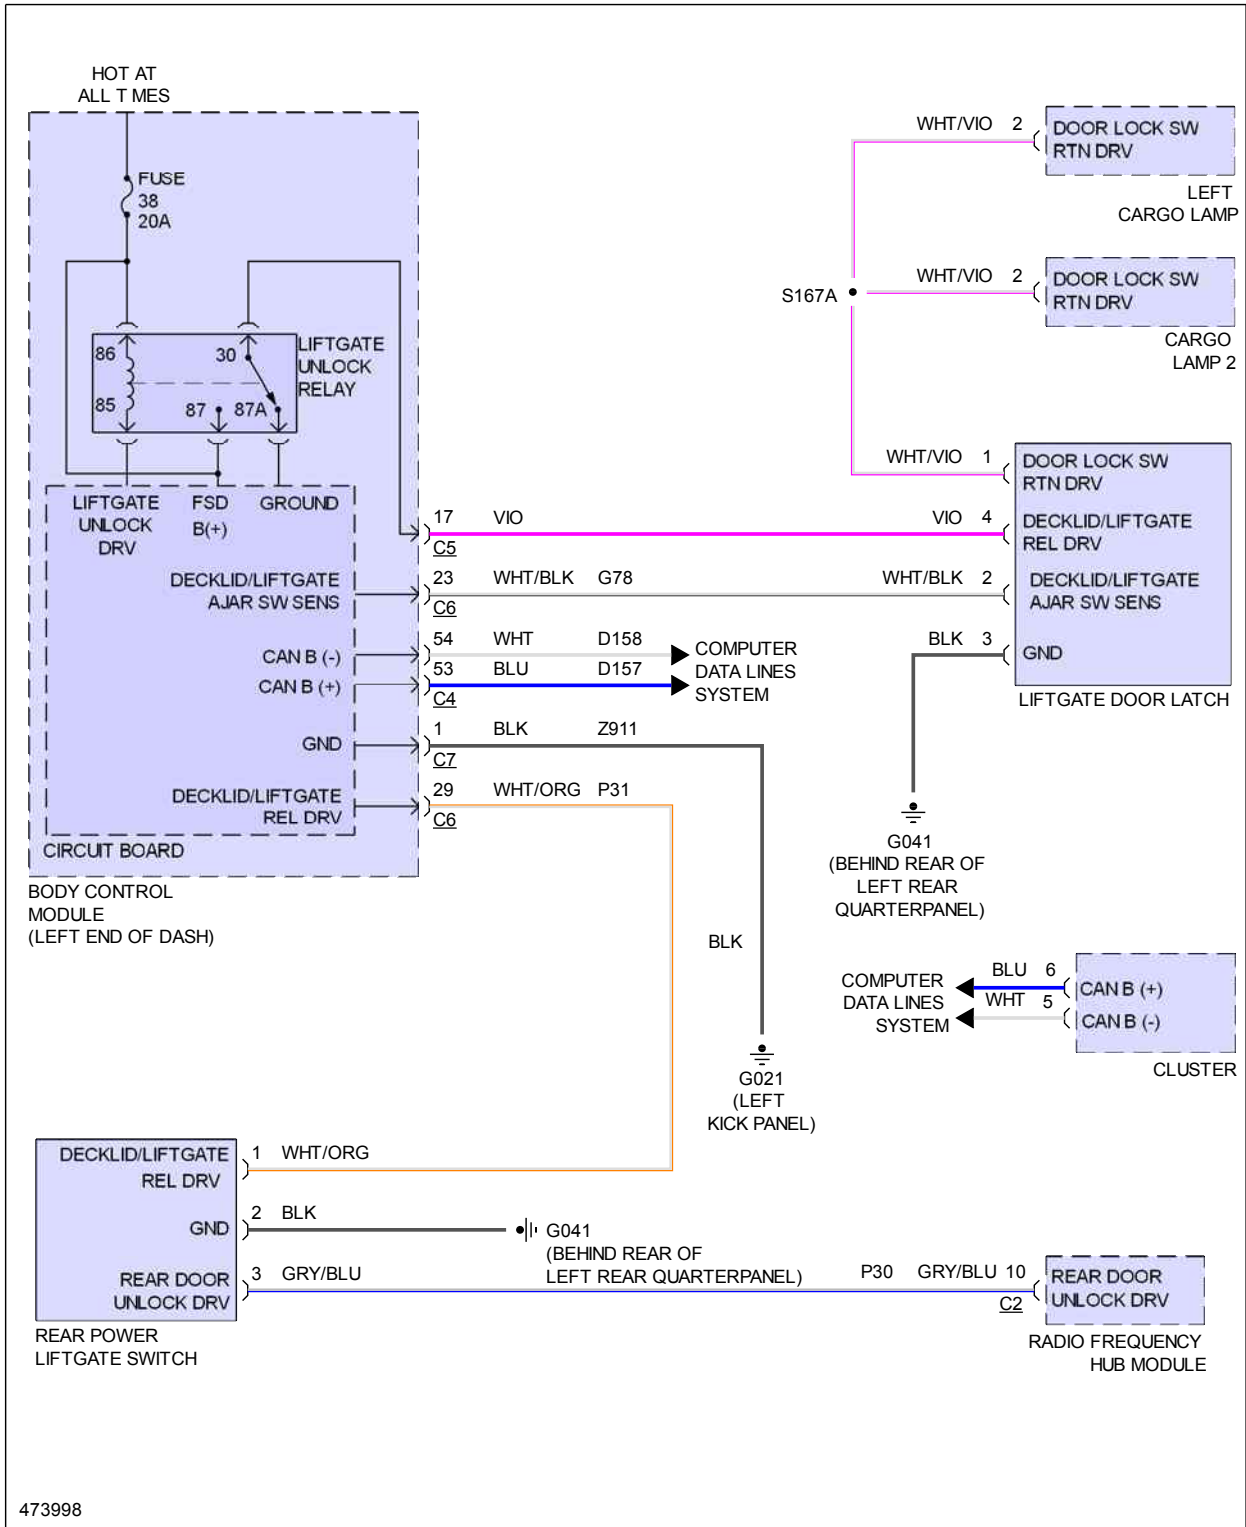 HOT AT
ALL T MES
FUSE
38
20A
86
30
85
87
87A
LIFTGATE
UNLOCK
RELAY
LIFTGATE
UNLOCK
DRV
FSD
B(+)
GROUND
DECKLID/LIFTGATE
AJAR SW SENS
CAN B (-)
CAN B (+)
GND
DECKLID/LIFTGATE
REL DRV
CIRCUIT BOARD
BODY CONTROL
MODULE
(LEFT END OF DASH)
17 VIO
C5
23 WHT/BLK G78
C6
54 WHT D158
53 BLU D157
C4
1 BLK Z911
C7
29 WHT/ORG P31
C6
COMPUTER
DATA LINES
SYSTEM
WHT/VIO 2
DOOR LOCK SW
RTN DRV
LEFT
CARGO LAMP
S167A
WHT/VIO 2
DOOR LOCK SW
RTN DRV
CARGO
LAMP 2
WHT/VIO 1
DOOR LOCK SW
RTN DRV
VIO 4
DECKLID/LIFTGATE
REL DRV
WHT/BLK 2
DECKLID/LIFTGATE
AJAR SW SENS
BLK 3
GND
LIFTGATE DOOR LATCH
G041
(BEHIND REAR OF
LEFT REAR
QUARTERPANEL)
BLK
G021
(LEFT
KICK PANEL)
COMPUTER
DATA LINES
SYSTEM
BLU 6
WHT 5
CAN B (+)
CAN B (-)
CLUSTER
DECKLID/LIFTGATE
REL DRV
1 WHT/ORG
GND
2 BLK
G041
(BEHIND REAR OF
LEFT REAR QUARTERPANEL)
REAR DOOR
UNLOCK DRV
3 GRY/BLU
P30 GRY/BLU 10
C2
REAR DOOR
UNLOCK DRV
REAR POWER
LIFTGATE SWITCH
RADIO FREQUENCY
HUB MODULE
473998